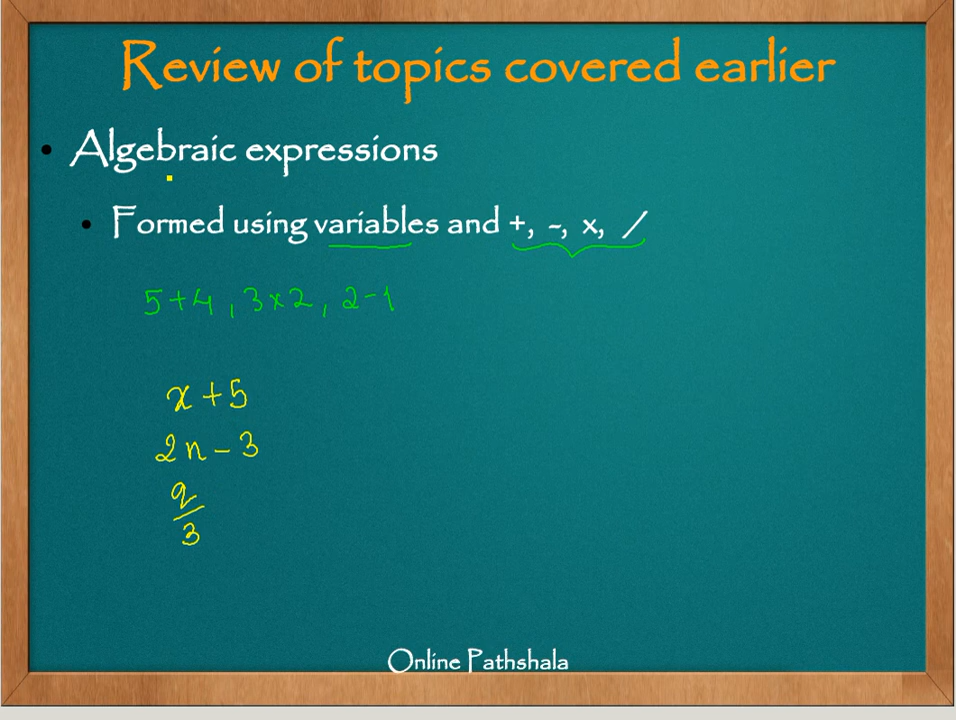 Review of topics covered earlier
• Algebraic expressions
• Formed using variables and +, -, x, /
5+4, 3×2, 2-1
x+5
2n-3
q/3
Online Pathshala